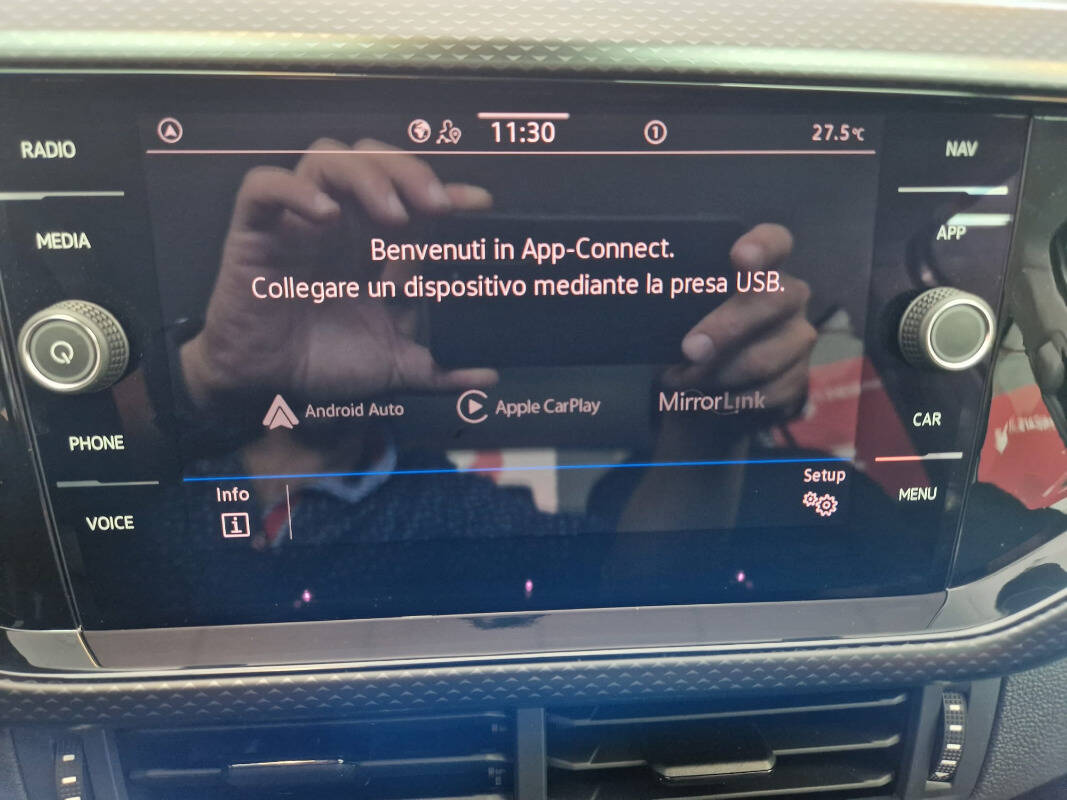 RADIO
MEDIA
PHONE
VOICE
11:30
1
27.5°C
Benvenuti in App-Connect.
Collegare un dispositivo mediante la presa USB.
Android Auto
Apple CarPlay
MirrorLink
Info
i
Setup
NAV
APP
CAR
MENU